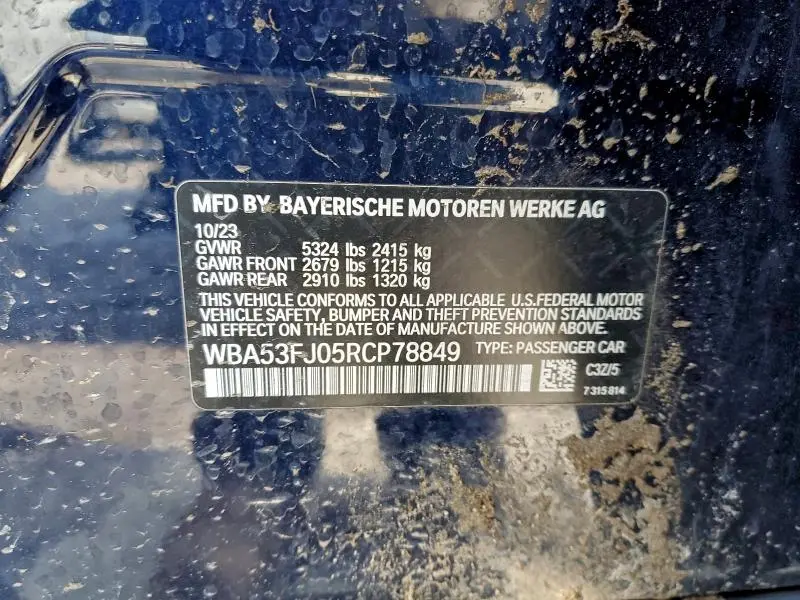 MFD BY BAYERISCHE MOTOREN WERKE AG
10/23
GVWR 5324 lbs 2415 kg
GAWR FRONT 2679 lbs 1215 kg
GAWR REAR 2910 lbs 1320 kg
THIS VEHICLE CONFORMS TO ALL APPLICABLE U.S.FEDERAL MOTOR
VEHICLE SAFETY, BUMPER AND THEFT PREVENTION STANDARDS
IN EFFECT ON THE DATE OF MANUFACTURE SHOWN ABOVE.
WBA53FJ05RCP78849 TYPE: PASSENGER CAR
C3Z/5
7 315 814